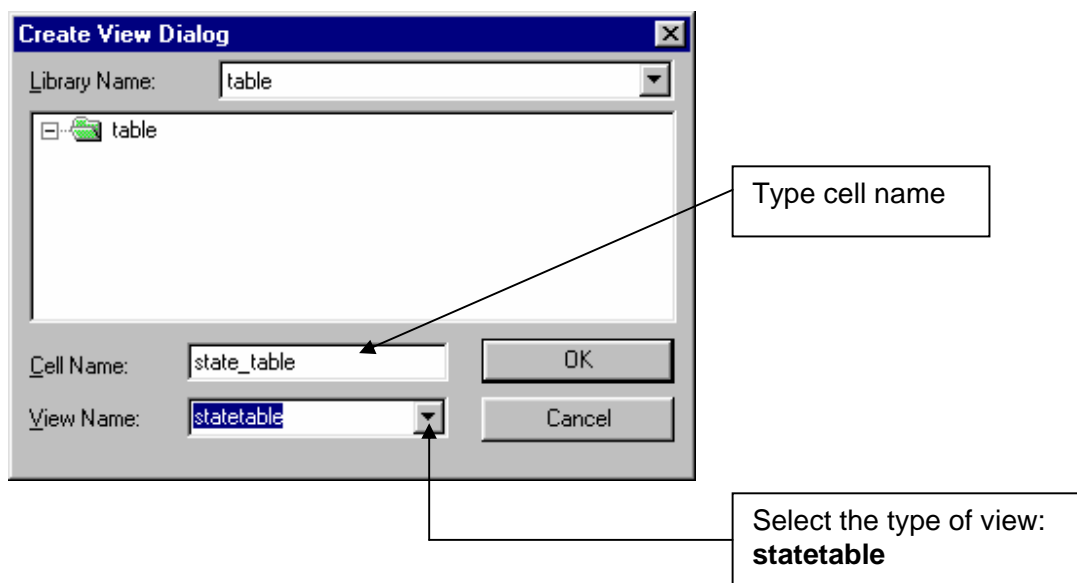 Create View Dialog
Library Name:
table
table
Type cell name
Cell Name:
state_table
OK
View Name:
statetable
Cancel
Select the type of view:
statetable